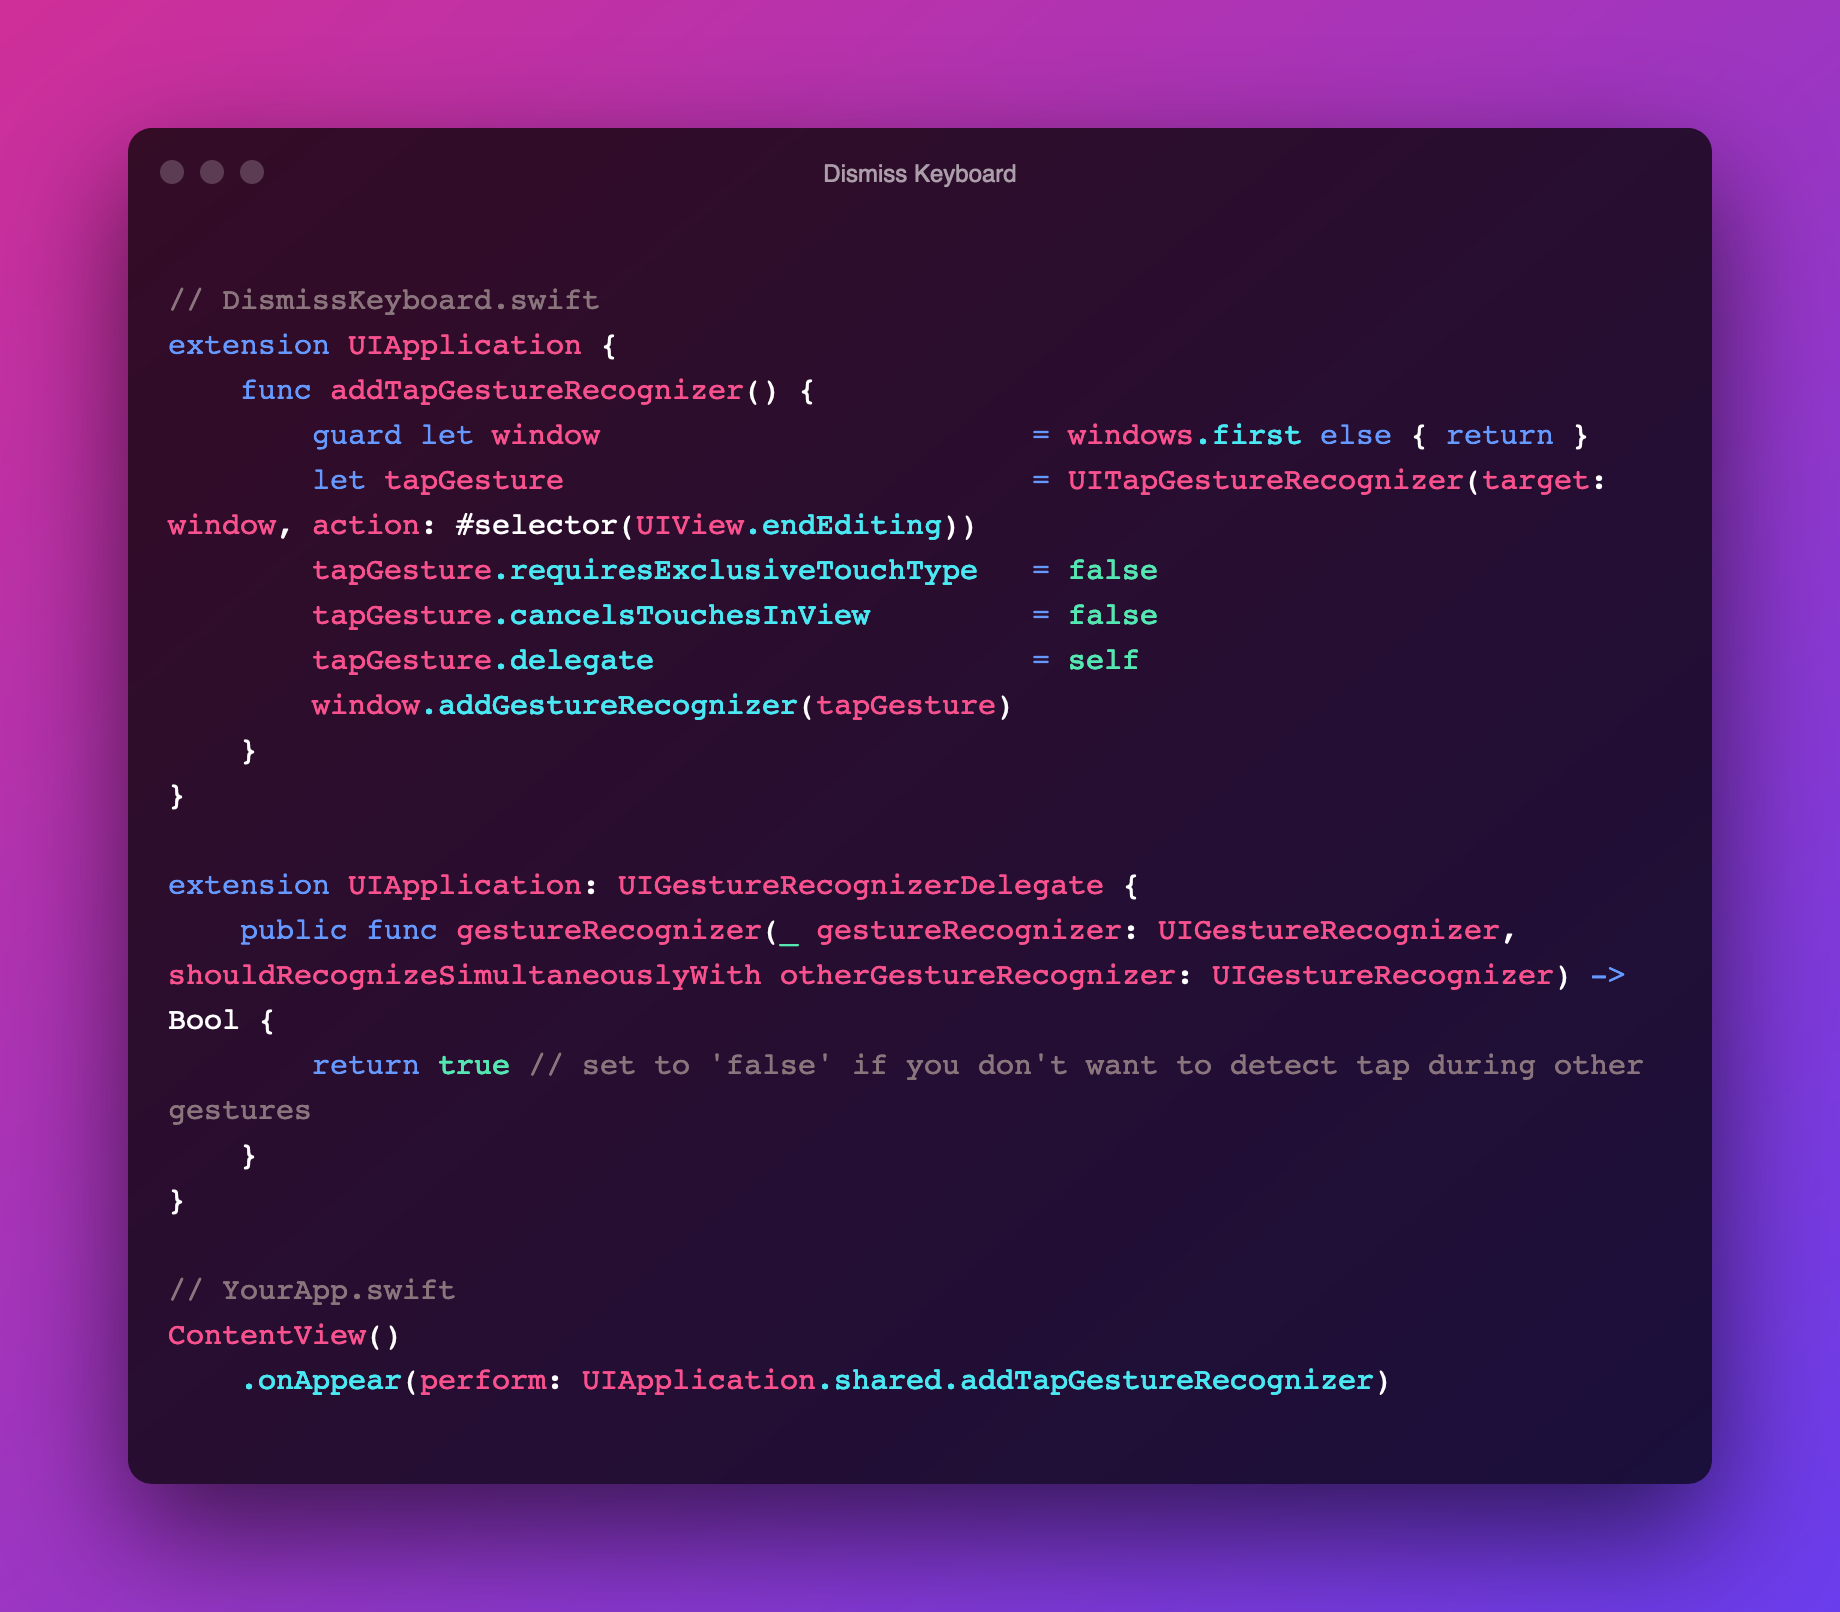 Dismiss Keyboard
// DismissKeyboard.swift
extension UIApplication {
    func addTapGestureRecognizer() {
        guard let window                        = windows.first else { return }
        let tapGesture                          = UITapGestureRecognizer(target:
window, action: #selector(UIView.endEditing))
        tapGesture.requiresExclusiveTouchType   = false
        tapGesture.cancelsTouchesInView         = false
        tapGesture.delegate                     = self
        window.addGestureRecognizer(tapGesture)
    }
}

extension UIApplication: UIGestureRecognizerDelegate {
    public func gestureRecognizer(_ gestureRecognizer: UIGestureRecognizer,
shouldRecognizeSimultaneouslyWith otherGestureRecognizer: UIGestureRecognizer) ->
Bool {
        return true // set to 'false' if you don't want to detect tap during other
gestures
    }
}

// YourApp.swift
ContentView()
    .onAppear(perform: UIApplication.shared.addTapGestureRecognizer)